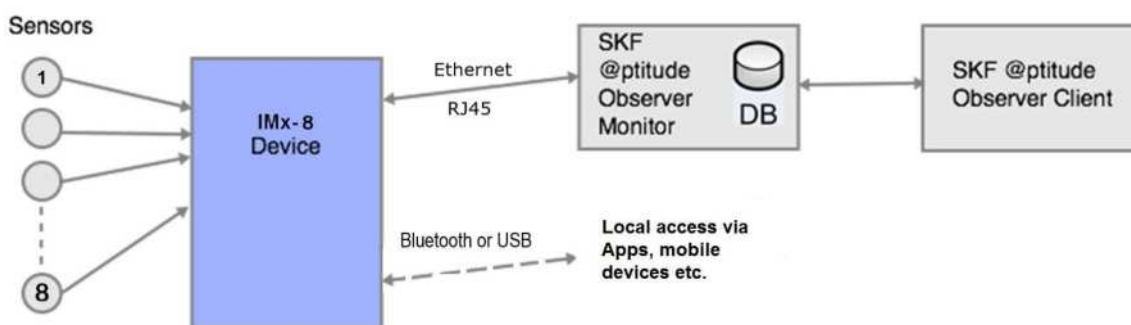 Sensors
1
8
IMx-8
Device
Ethernet
RJ45
SKF
@ptitude
Observer
Monitor
DB
SKF @ptitude
Observer Client
Bluetooth or USB
Local access via
Apps, mobile
devices etc.